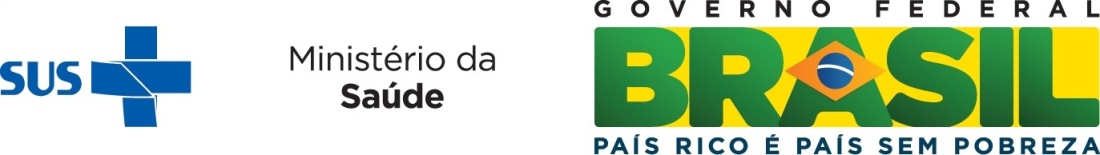 SUS
Ministério da
Saúde
GOVERNO FEDERAL
BRASIL
PAÍS RICO É PAÍS SEM POBREZA